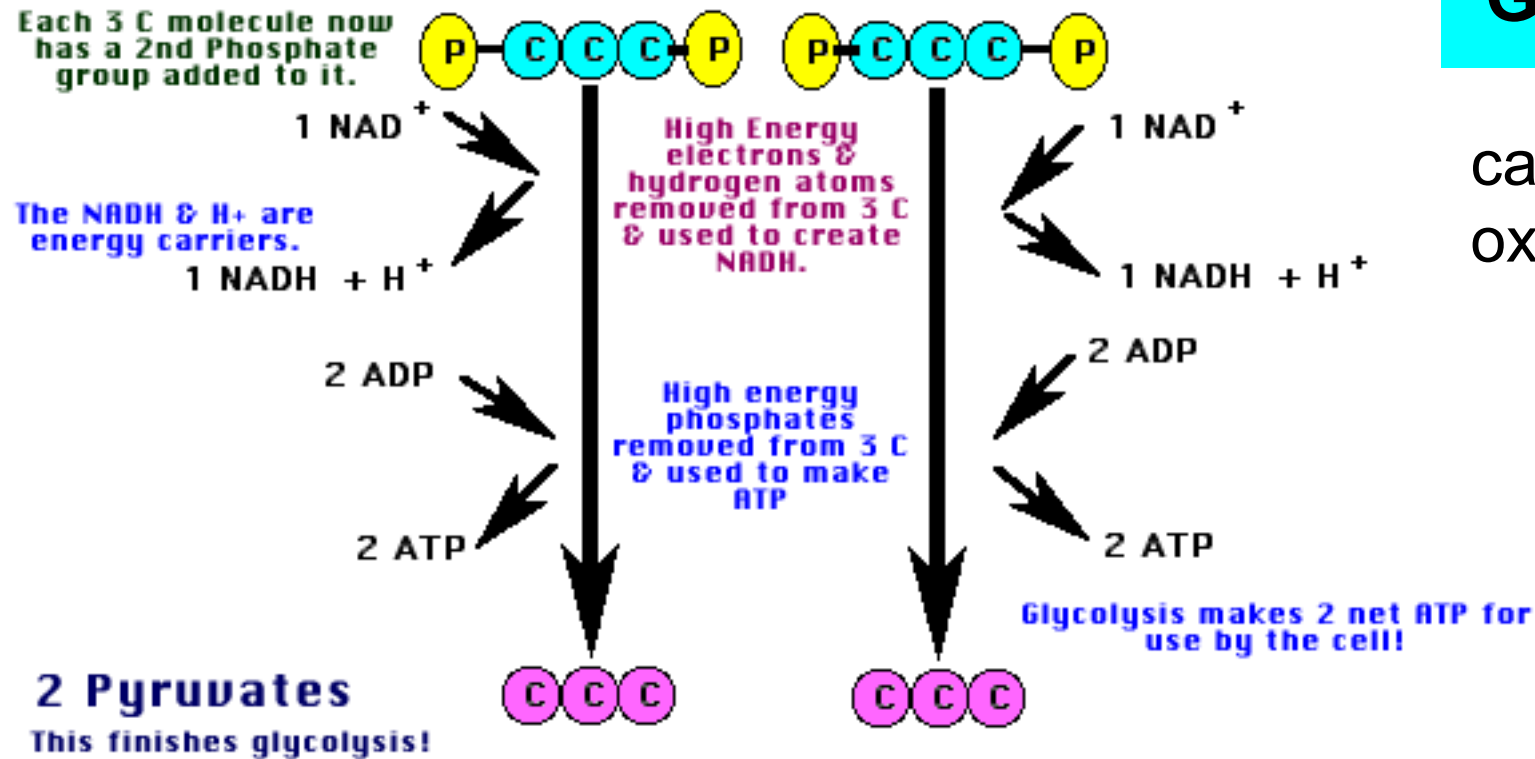 Each 3 C molecule now
has a 2nd Phosphate
group added to it.
P C C C P
P C C C P
1 NAD +
1 NAD +
High Energy
electrons &
hydrogen atoms
removed from 3 C
& used to create
NADH.
The NADH & H+ are
energy carriers.
1 NADH + H +
1 NADH + H +
2 ADP
2 ADP
High energy
phosphates
removed from 3 C
& used to make
ATP
2 ATP
2 ATP
Glycolysis makes 2 net ATP for
use by the cell!
2 Pyruvates
This finishes glycolysis!
C C C
C C C
G
ca
ox